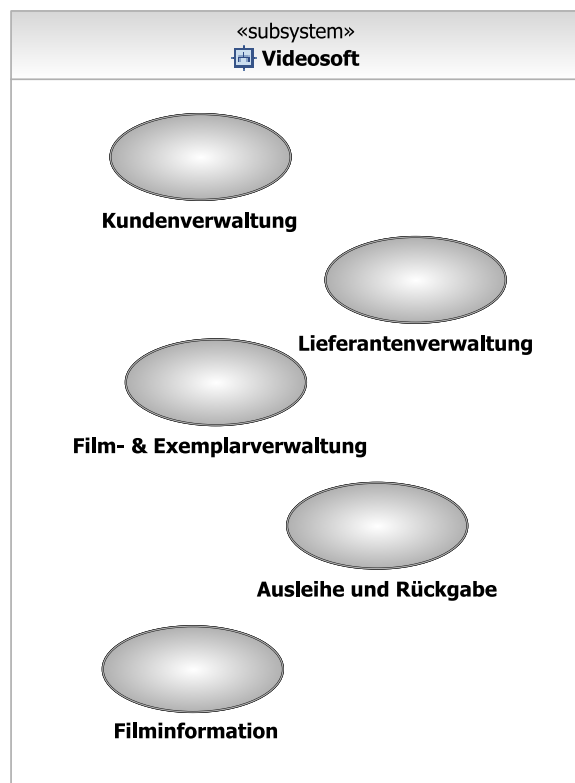 «subsystem»
Videosoft
Kundenverwaltung
Lieferantenverwaltung
Film- & Exemplarverwaltung
Ausleihe und Rückgabe
Filminformation